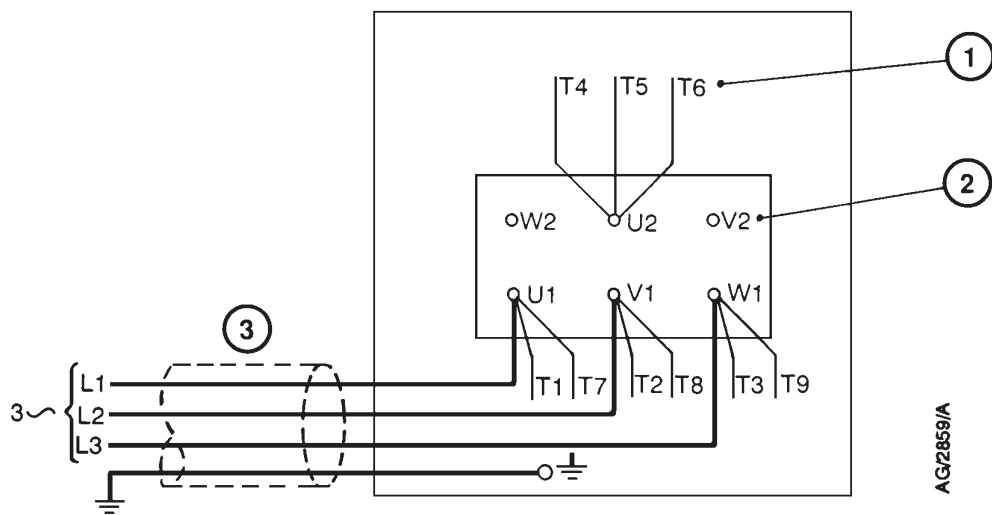 1
T4 T5 T6
2
W2 U2 V2
U1 V1 W1
3
T1 T7 T2 T8 T3 T9
L1
3~ L2
L3
AG/2859/A